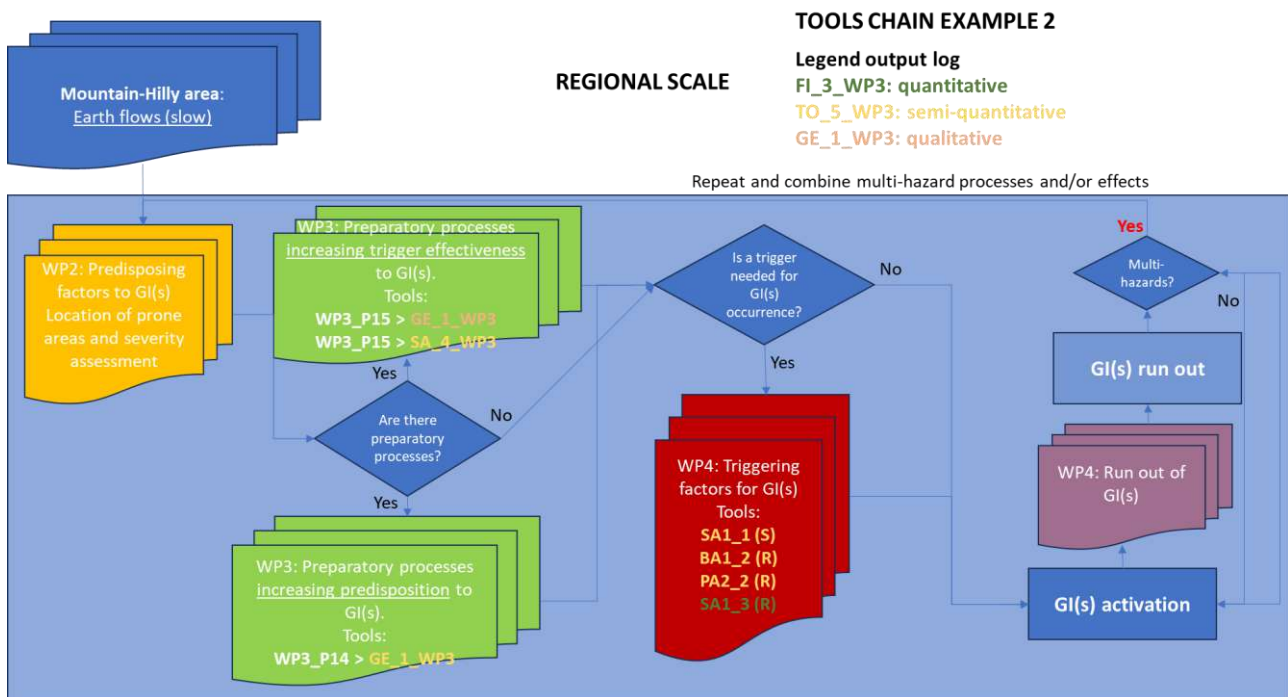 TOOLS CHAIN EXAMPLE 2
REGIONAL SCALE
Legend output log
FI_3_WP3: quantitative
TO_5_WP3: semi-quantitative
GE_1_WP3: qualitative
Mountain-Hilly area:
Earth flows (slow)
Repeat and combine multi-hazard processes and/or effects
WP2: Predisposing
factors to GI(s)
Location of prone
areas and severity
assessment
WP3: Preparatory processes
increasing trigger effectiveness
to GI(s).
Tools:
WP3_P15 > GE_1_WP3
WP3_P15 > SA_4_WP3
Yes
Are there
preparatory
processes?
No
Yes
WP3: Preparatory processes
increasing predisposition to
GI(s).
Tools:
WP3_P14 > GE_1_WP3
Is a trigger
needed for
GI(s)
occurrence?
No
Yes
WP4: Triggering
factors for GI(s)
Tools:
SA1_1 (S)
BA1_2 (R)
PA2_2 (R)
SA1_3 (R)
Yes
Multi-
hazards?
No
GI(s) run out
WP4: Run out of
GI(s)
GI(s) activation